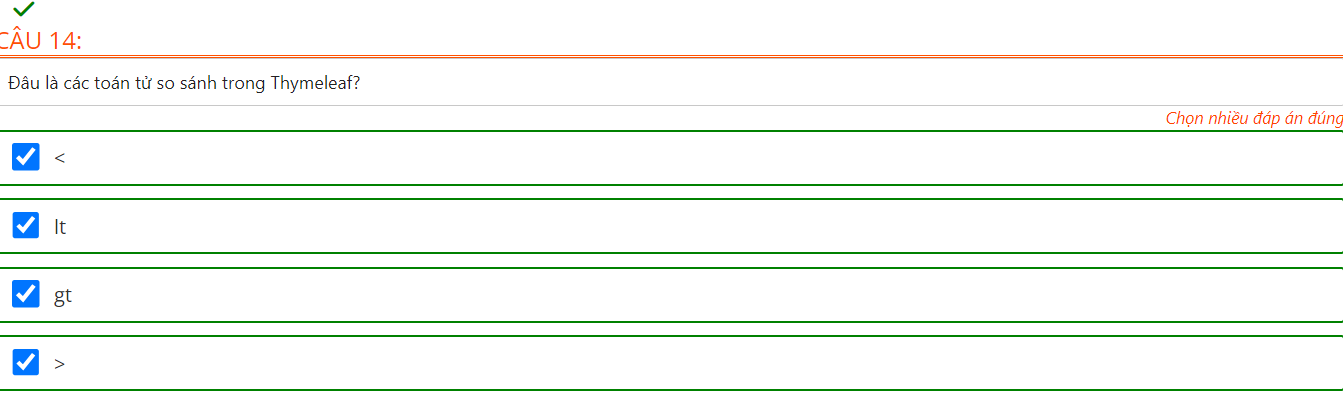 CÂU 14:
Đâu là các toán tử so sánh trong Thymeleaf?
Chọn nhiều đáp án đúng
<
lt
gt
>